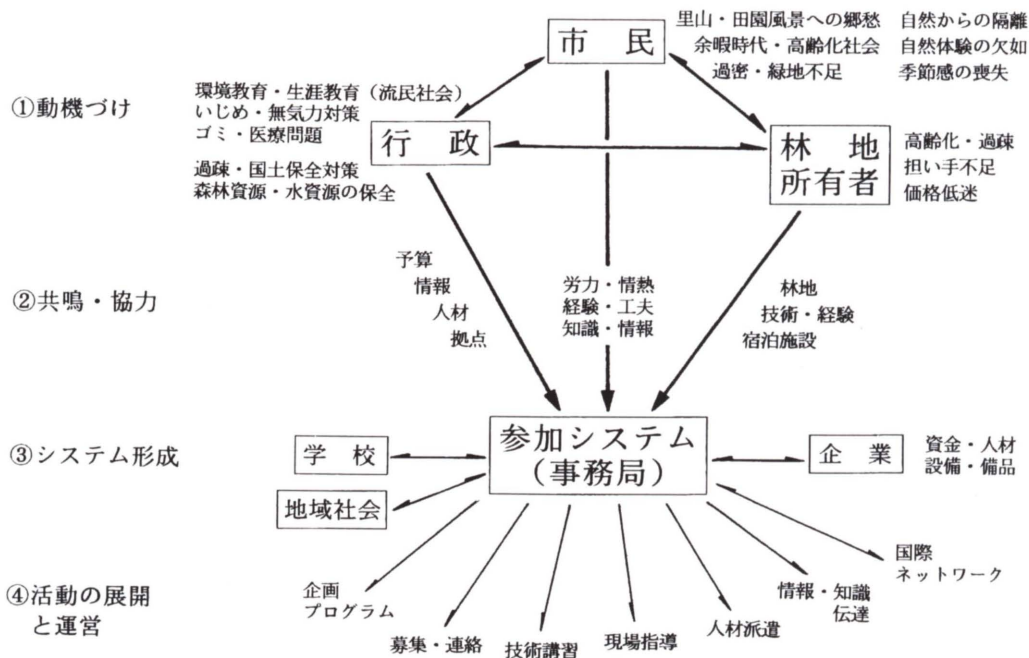 市　民
里山・田園風景への郷愁
余暇時代・高齢化社会
過密・緑地不足
自然からの隔離
自然体験の欠如
季節感の喪失
①動機づけ
環境教育・生涯教育（流民社会）
いじめ・無気力対策
ゴミ・医療問題
過疎・国土保全対策
森林資源・水資源の保全
行　政
林　地
所有者
高齢化・過疎
担い手不足
価格低迷
②共鳴・協力
予算
情報
人材
拠点
労力・情熱
経験・工夫
知識・情報
林地
技術・経験
宿泊施設
③システム形成
学　校
地域社会
参加システム
（事務局）
企　業
資金・人材
設備・備品
④活動の展開
と運営
企画
プログラム
募集・連絡
技術講習
現場指導
人材派遣
情報・知識
伝達
国際
ネットワーク